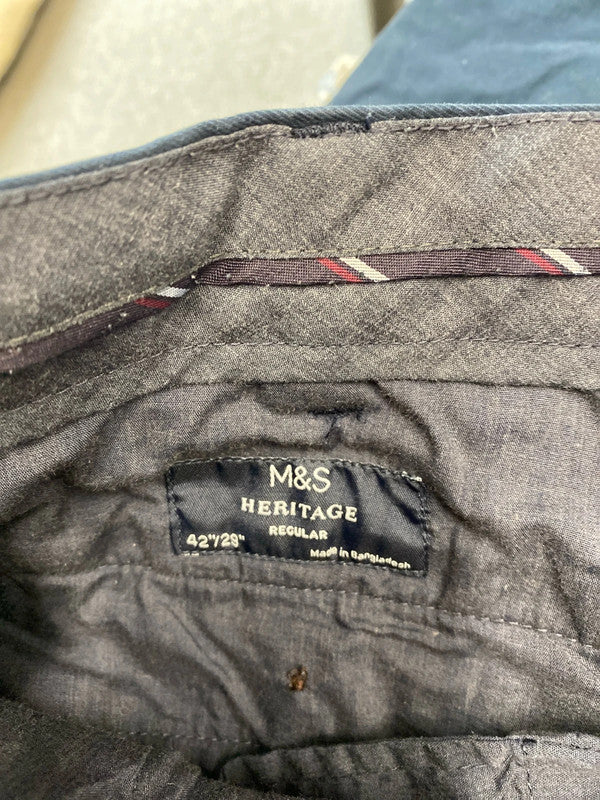 M&S
HERITAGE
REGULAR
42"/29"
Made in Bangladesh